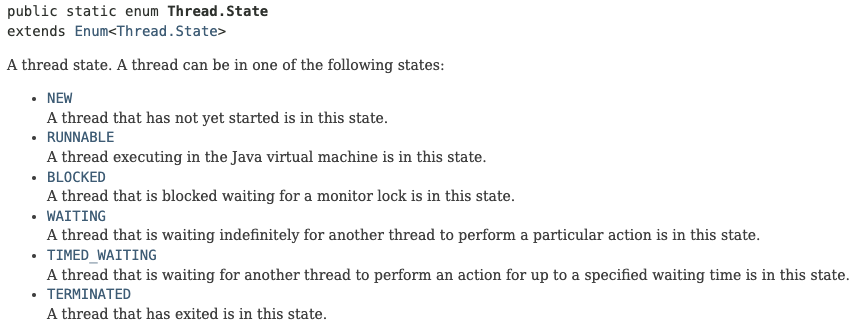 public static enum Thread.State
extends Enum<Thread.State>
A thread state. A thread can be in one of the following states:
• NEW
A thread that has not yet started is in this state.
• RUNNABLE
A thread executing in the Java virtual machine is in this state.
• BLOCKED
A thread that is blocked waiting for a monitor lock is in this state.
• WAITING
A thread that is waiting indefinitely for another thread to perform a particular action is in this state.
• TIMED_WAITING
A thread that is waiting for another thread to perform an action for up to a specified waiting time is in this state.
• TERMINATED
A thread that has exited is in this state.